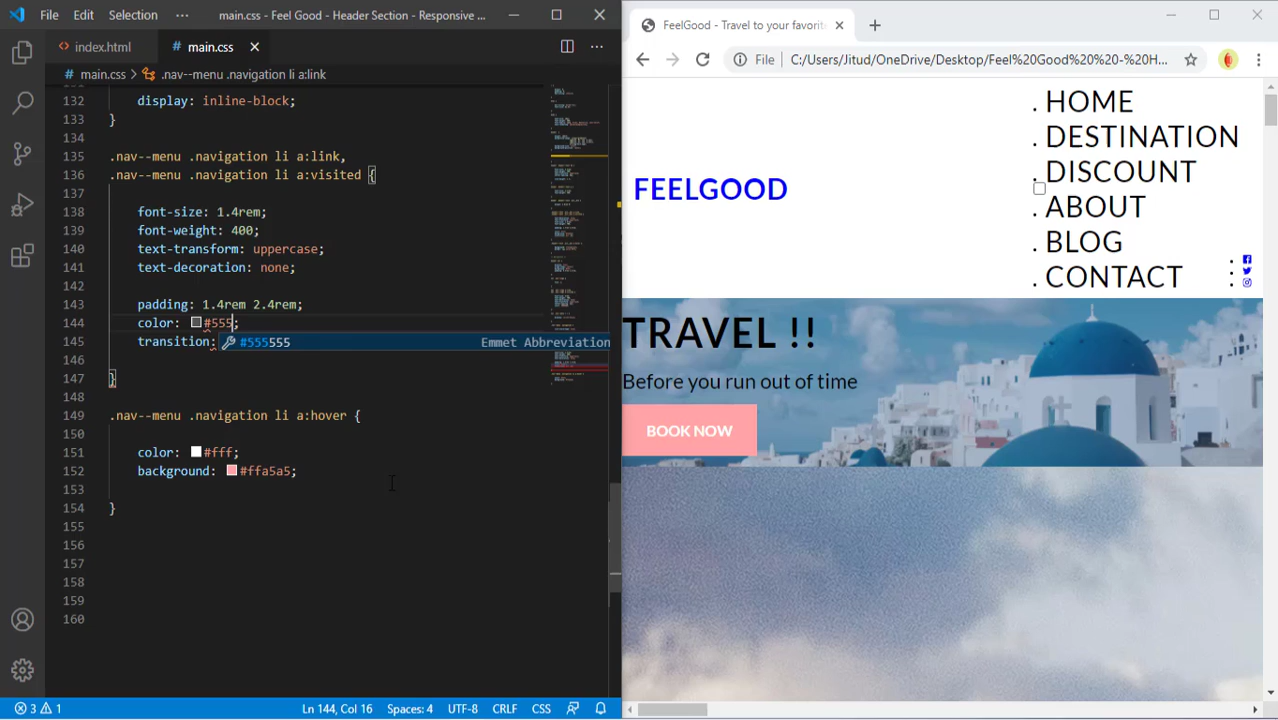 File Edit Selection ··· main.css - Feel Good - Header Section - Responsive ...
index.html main.css
main.css > .nav--menu .navigation li a:link
132 display: inline-block;
133 }
134
135 .nav--menu .navigation li a:link,
136 .nav--menu .navigation li a:visited {
137
138 font-size: 1.4rem;
139 font-weight: 400;
140 text-transform: uppercase;
141 text-decoration: none;
142
143 padding: 1.4rem 2.4rem;
144 color: #555;
145 transition:
#555555 Emmet Abbreviation
147 }
148
149 .nav--menu .navigation li a:hover {
150
151 color: #fff;
152 background: #ffa5a5;
153
154 }
155
156
157
158
159
160
3 1 Ln 144, Col 16 Spaces: 4 UTF-8 CRLF CSS
FeelGood - Travel to your favorit
File C:/Users/Jitud/OneDrive/Desktop/Feel%20Good%20%20-%20H...
HOME
DESTINATION
DISCOUNT
FEELGOOD
ABOUT
BLOG
CONTACT
TRAVEL !!
Before you run out of time
BOOK NOW